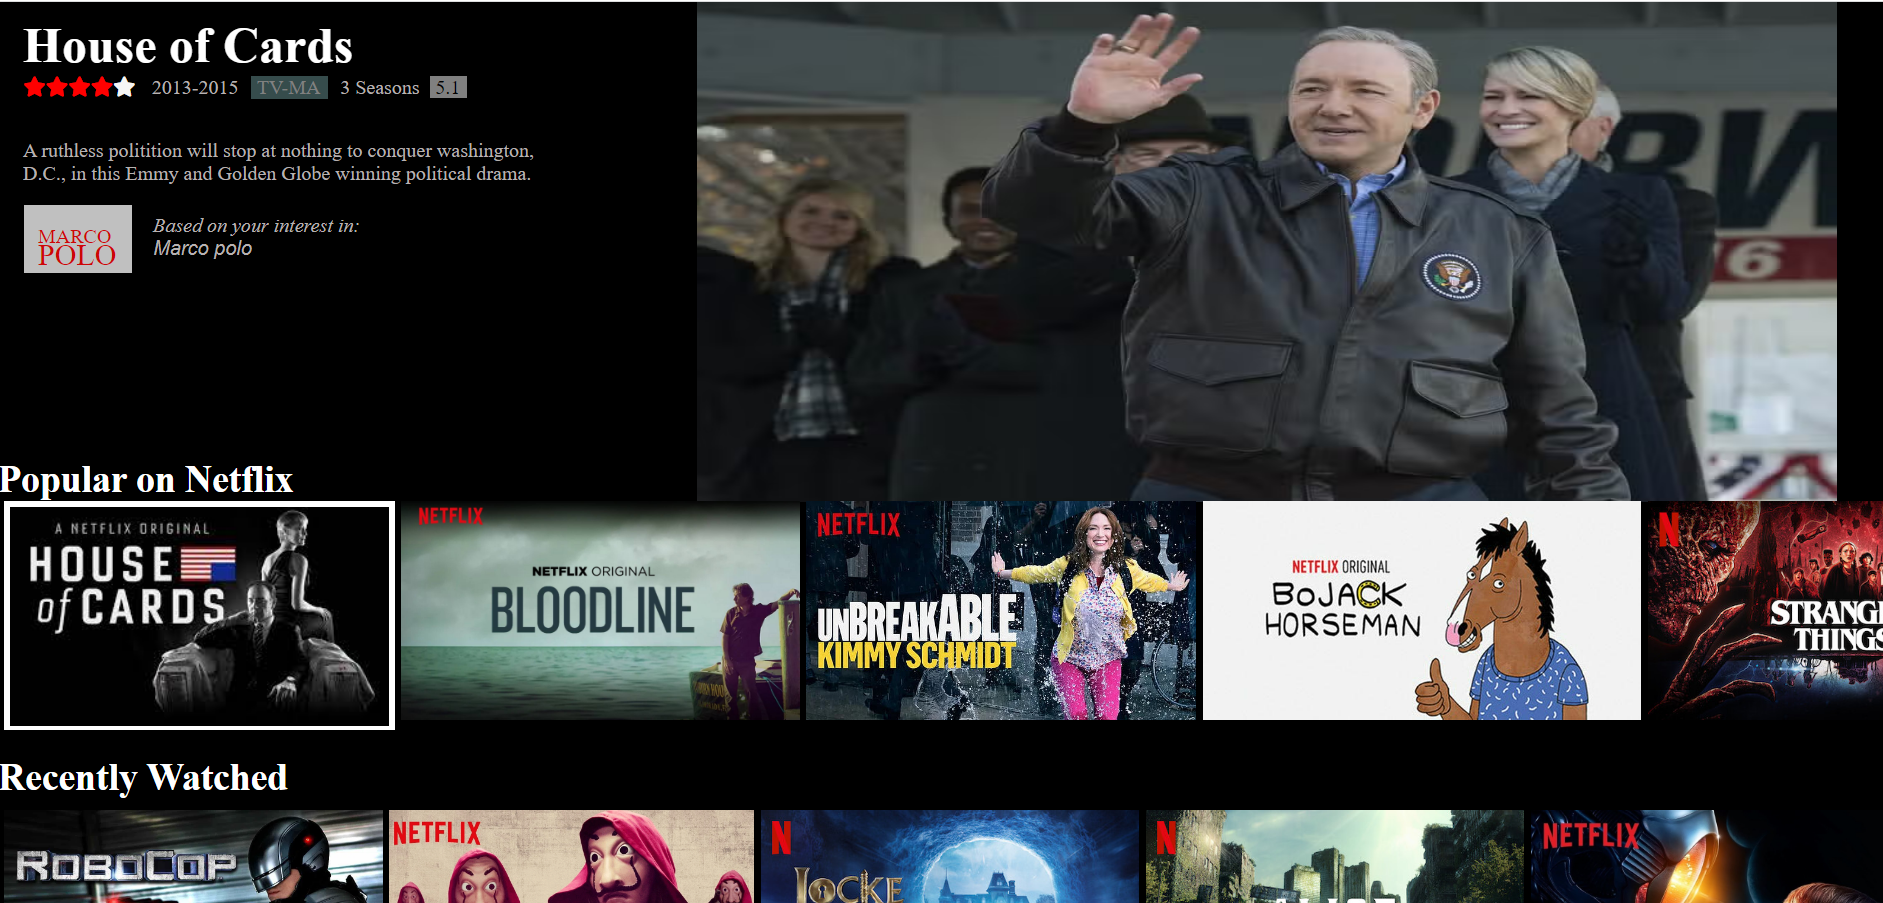 House of Cards
2013-2015 TV-MA 3 Seasons 5.1
A ruthless politition will stop at nothing to conquer washington,
D.C., in this Emmy and Golden Globe winning political drama.
MARCO
POLO
Based on your interest in:
Marco polo
6
Popular on Netflix
A NETFLIX ORIGINAL
HOUSE
of CARDS
NETFLIX
NETFLIX ORIGINAL
BLOODLINE
NETFLIX
UNBREAKABLE
KIMMY SCHMIDT
NETFLIX ORIGINAL
BOJACK
HORSEMAN
N
STRANGE
THINGS
Recently Watched
ROBOCOP
NETFLIX
N
LOCKE
N
NETFLIX